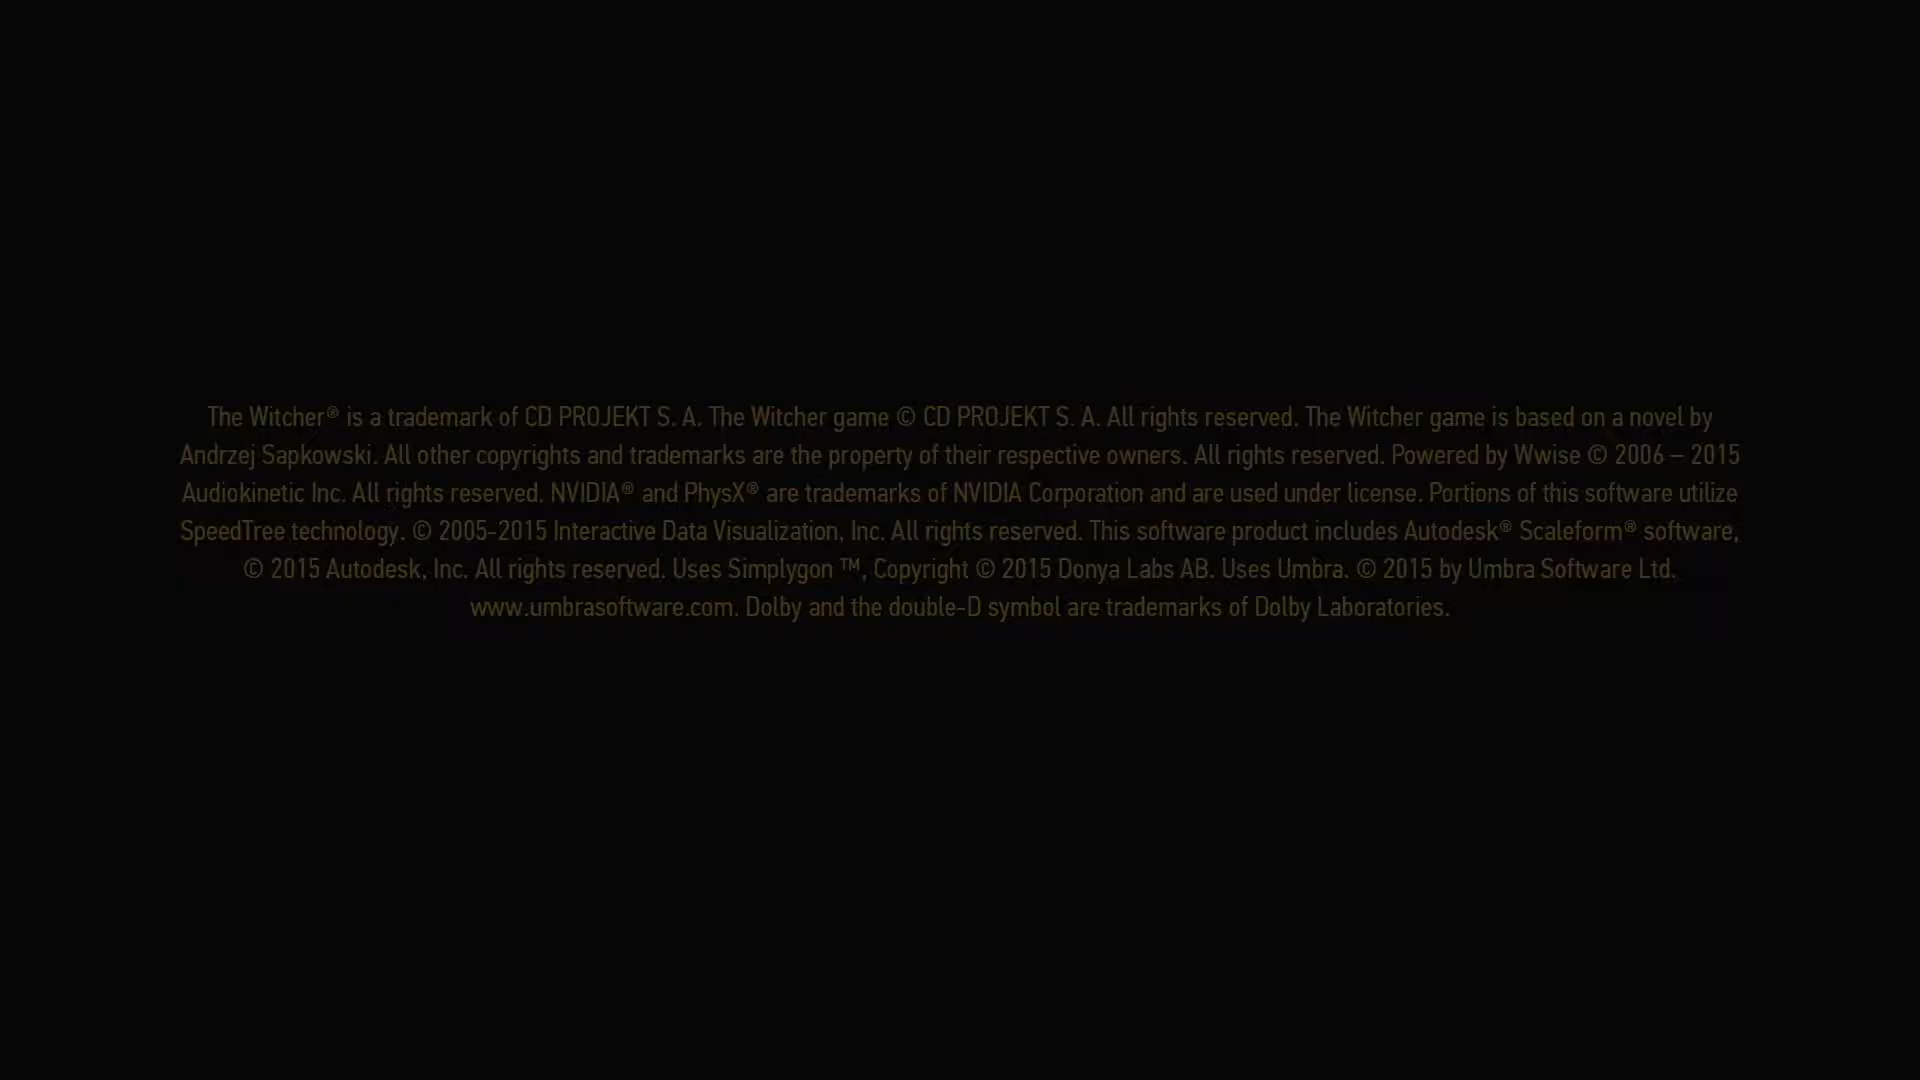 The Witcher® is a trademark of CD PROJEKT S. A. The Witcher game © CD PROJEKT S. A. All rights reserved. The Witcher game is based on a novel by
Andrzej Sapkowski. All other copyrights and trademarks are the property of their respective owners. All rights reserved. Powered by Wwise © 2006 – 2015
Audiokinetic Inc. All rights reserved. NVIDIA® and PhysX® are trademarks of NVIDIA Corporation and are used under license. Portions of this software utilize
SpeedTree technology. © 2005-2015 Interactive Data Visualization, Inc. All rights reserved. This software product includes Autodesk® Scaleform® software,
© 2015 Autodesk, Inc. All rights reserved. Uses Simplygon ™, Copyright © 2015 Donya Labs AB. Uses Umbra. © 2015 by Umbra Software Ltd.
www.umbrasoftware.com. Dolby and the double-D symbol are trademarks of Dolby Laboratories.